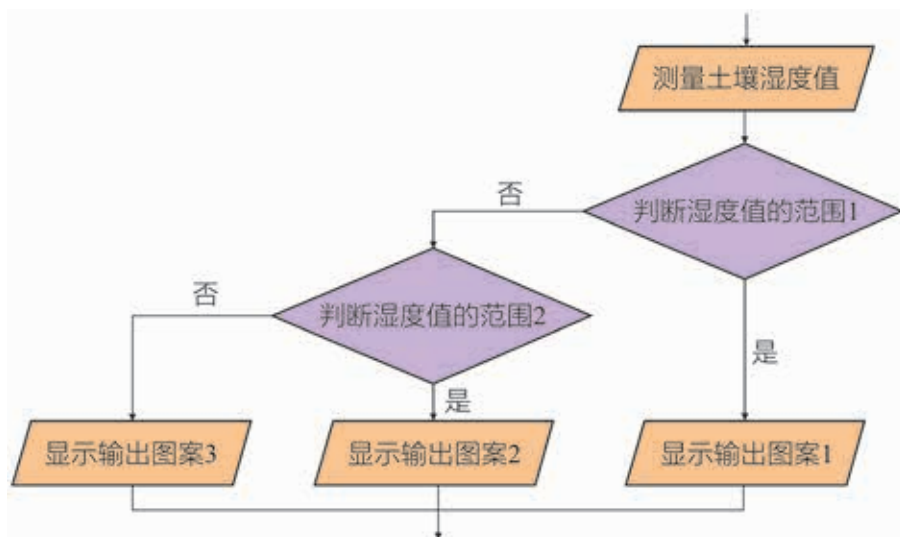 测量土壤湿度值
判断湿度值的范围1
否
判断湿度值的范围2
否
是
是
显示输出图案3
显示输出图案2
显示输出图案1